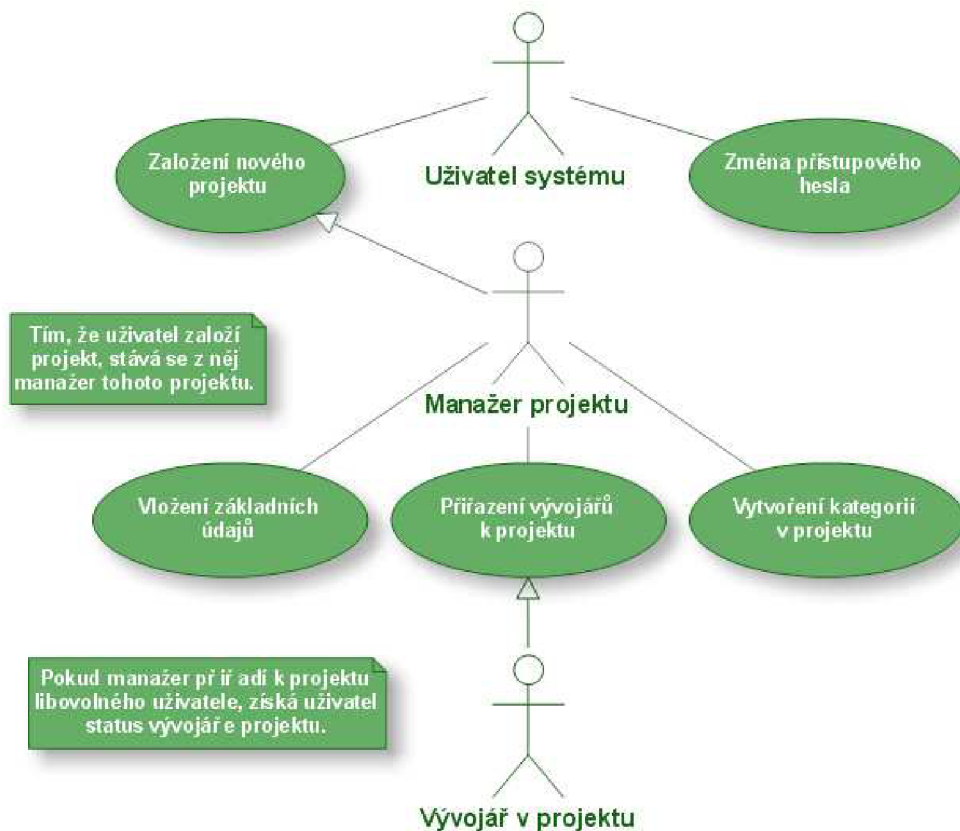 Založení nového
projektu
Uživatel systému
Změna přístupového
hesla
Tím, že uživatel založí
projekt, stává se z něj
manažer tohoto projektu.
Manažer projektu
Vložení základních
údajů
Přiřazení vývojářů
k projektu
Vytvoření kategorií
v projektu
Pokud manažer přiřadí k projektu
libovolného uživatele, získá uživatel
status vývojáře projektu.
Vývojář v projektu